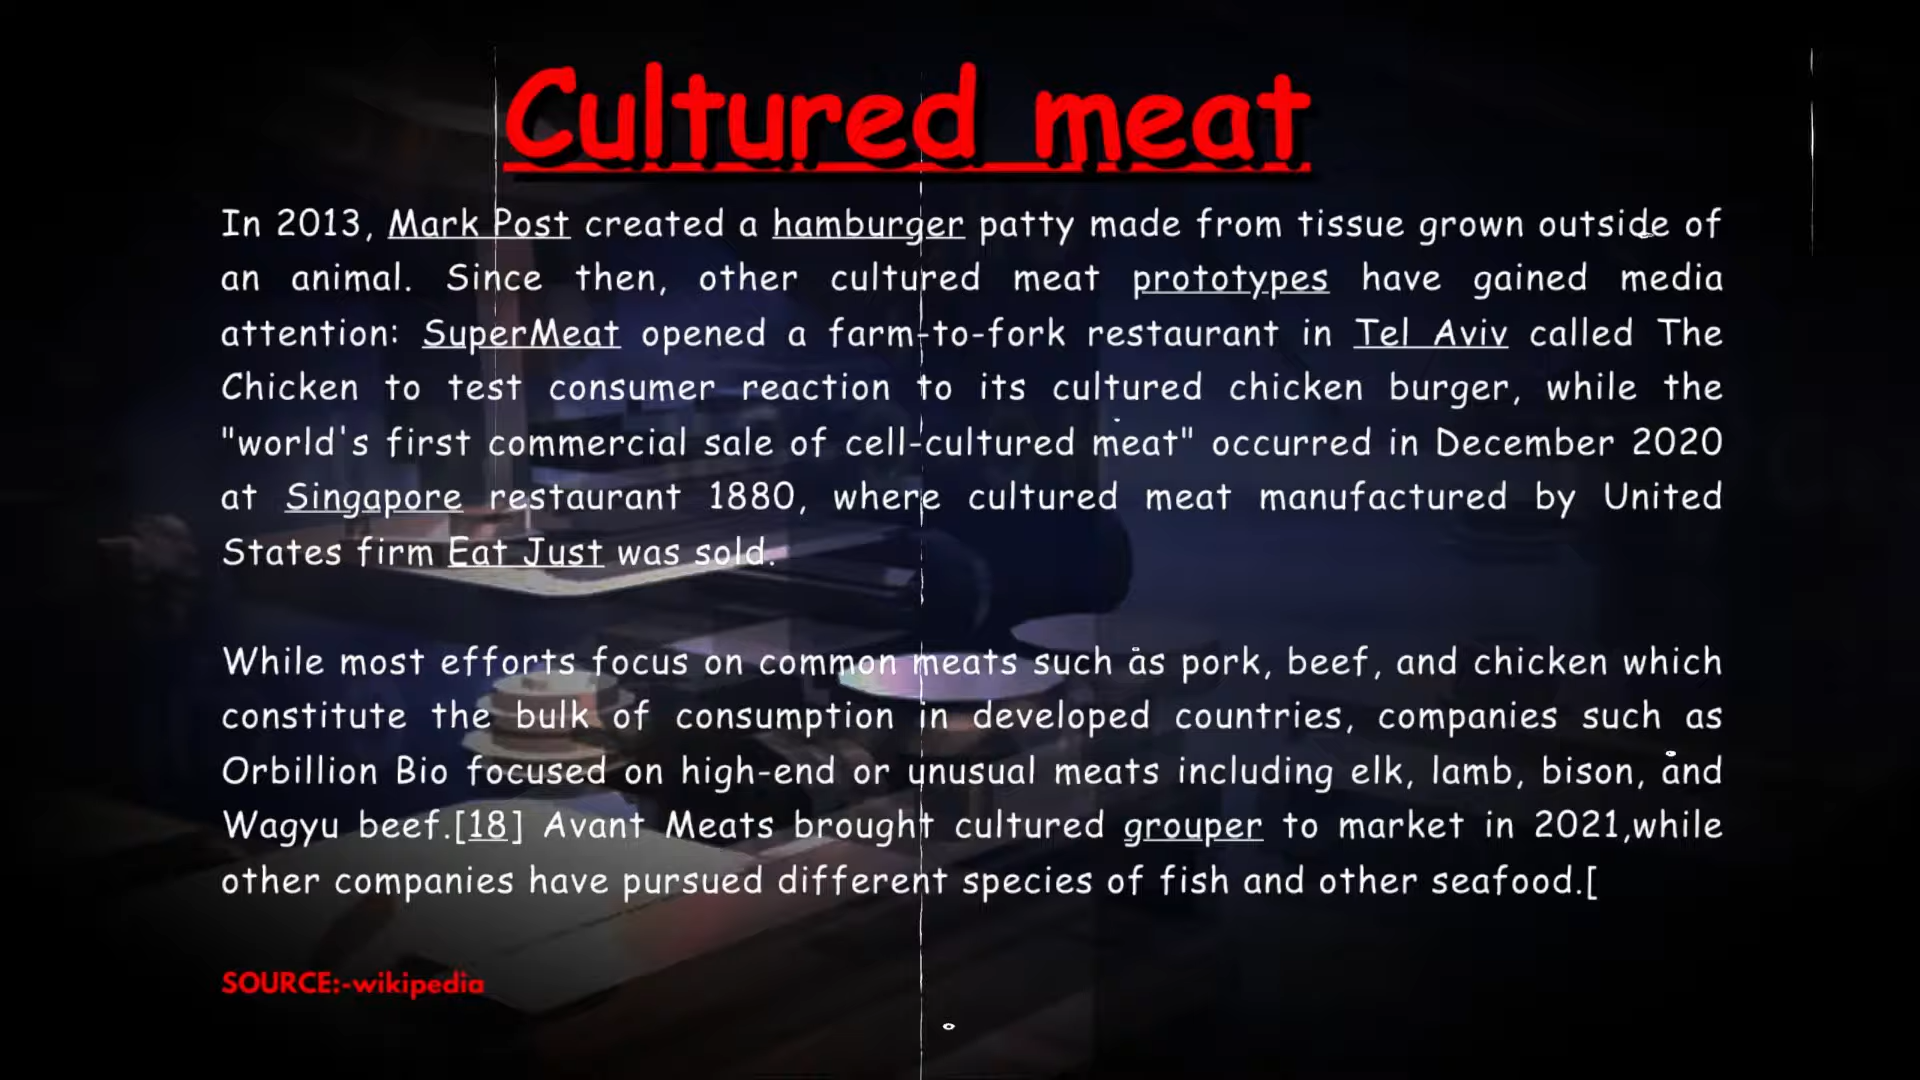 Cultured meat
In 2013, Mark Post created a hamburger patty made from tissue grown outside of
an animal. Since then, other cultured meat prototypes have gained media
attention: SuperMeat opened a farm-to-fork restaurant in Tel Aviv called The
Chicken to test consumer reaction to its cultured chicken burger, while the
"world's first commercial sale of cell-cultured meat" occurred in December 2020
at Singapore restaurant 1880, where cultured meat manufactured by United
States firm Eat Just was sold.
While most efforts focus on common meats such as pork, beef, and chicken which
constitute the bulk of consumption in developed countries, companies such as
Orbillion Bio focused on high-end or unusual meats including elk, lamb, bison, and
Wagyu beef.[18] Avant Meats brought cultured grouper to market in 2021,while
other companies have pursued different species of fish and other seafood.[
SOURCE:-wikipedia